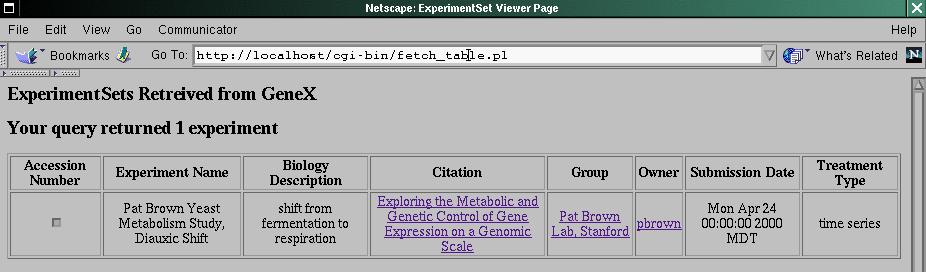 Netscape: ExperimentSet Viewer Page
File Edit View Go Communicator Help
Bookmarks Go To: http://localhost/cgi-bin/fetch_table.pl What's Related N
ExperimentSets Retreived from GeneX
Your query returned 1 experiment
Accession Number
Experiment Name
Biology Description
Citation
Group
Owner
Submission Date
Treatment Type
Pat Brown Yeast
Metabolism Study,
Diauxic Shift
shift from
fermentation to
respiration
Exploring the Metabolic and
Genetic Control of Gene
Expression on a Genomic
Scale
Pat Brown
Lab, Stanford
pbrown
Mon Apr 24
00:00:00 2000
MDT
time series